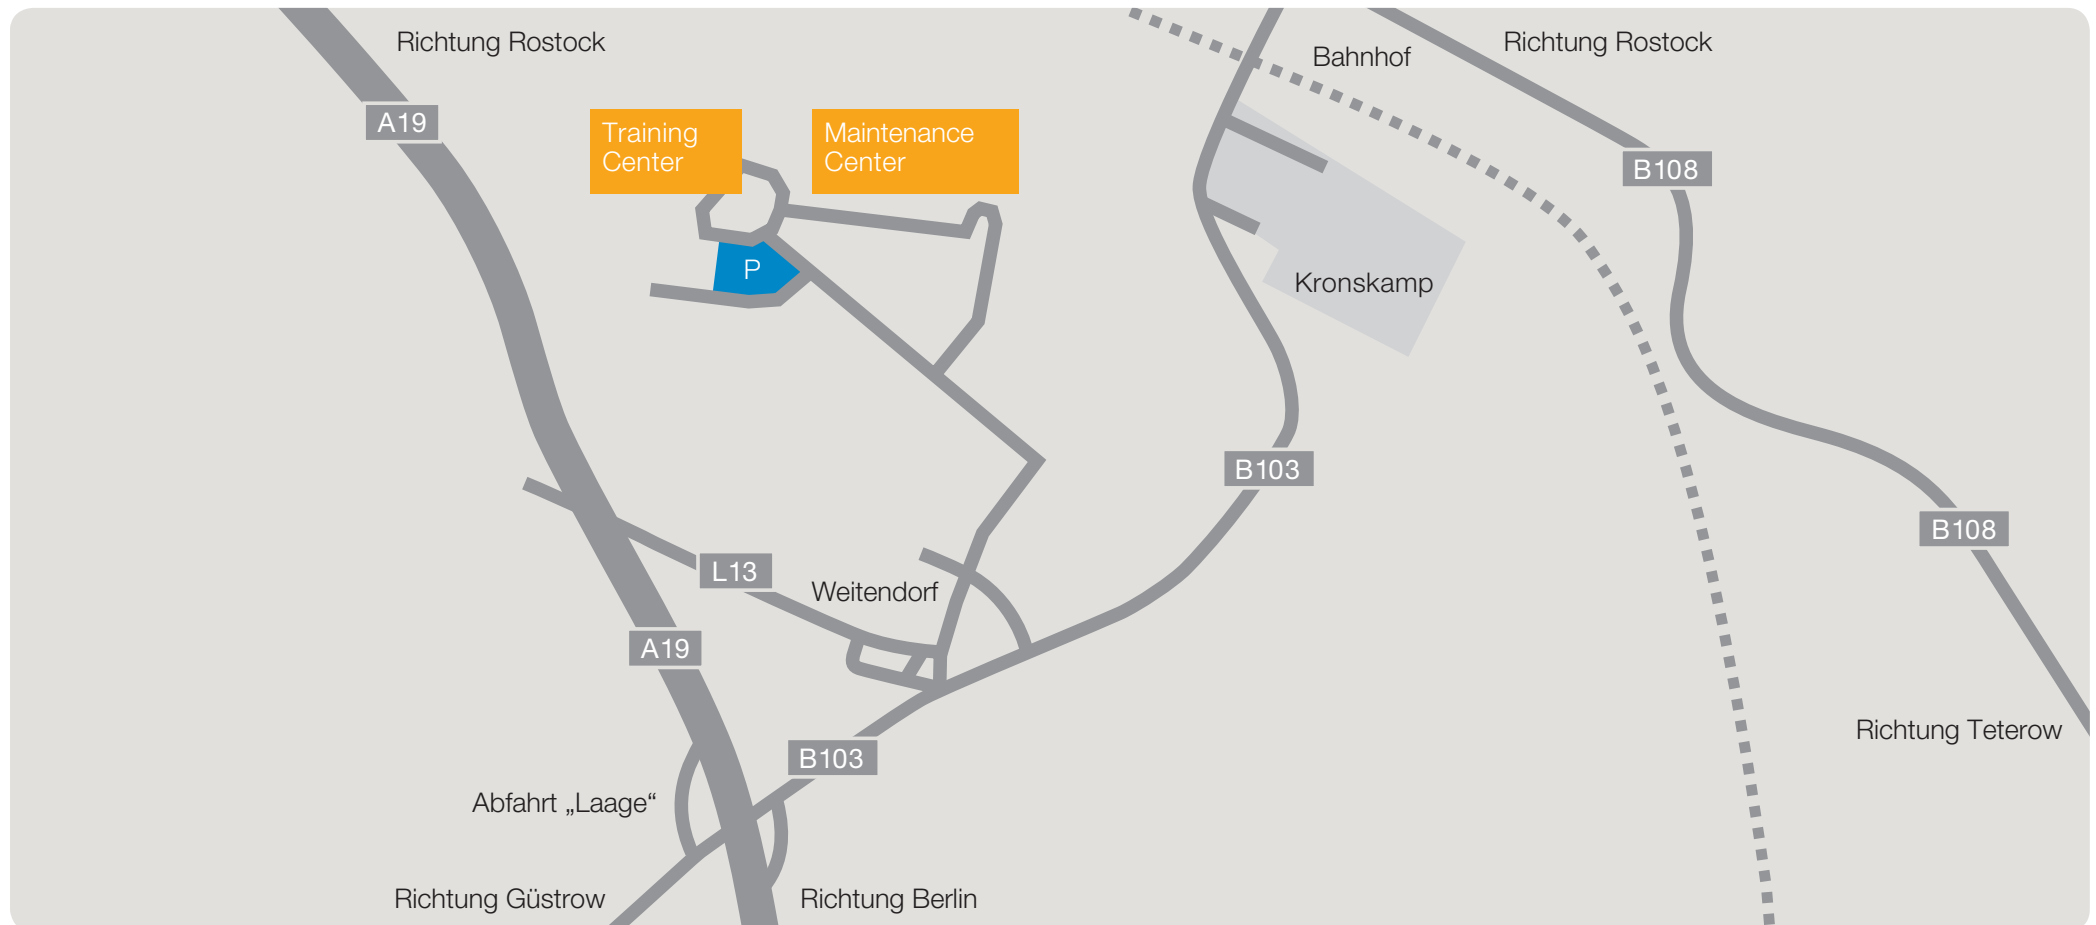 Richtung Rostock
Bahnhof
Richtung Rostock
A19
Training
Center
Maintenance
Center
B108
P
Kronskamp
B103
B108
L13
Weitendorf
A19
Richtung Teterow
B103
Abfahrt „Laage“
Richtung Güstrow
Richtung Berlin